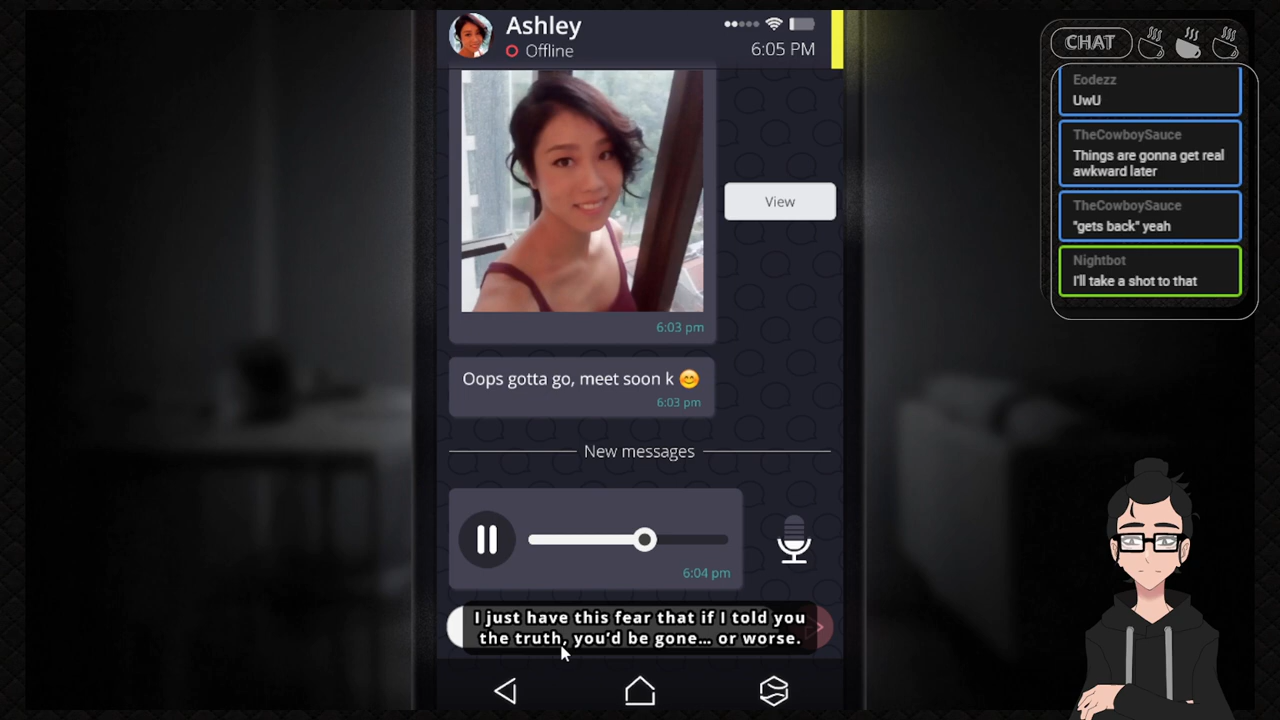 Ashley
Offline
6:05 PM
View
6:03 pm
Oops gotta go, meet soon k 😊
6:03 pm
New messages
6:04 pm
I just have this fear that if I told you
the truth, you'd be gone... or worse.
CHAT
Eodezz
UwU
TheCowboySauce
Things are gonna get real
awkward later
TheCowboySauce
"gets back" yeah
Nightbot
I'll take a shot to that